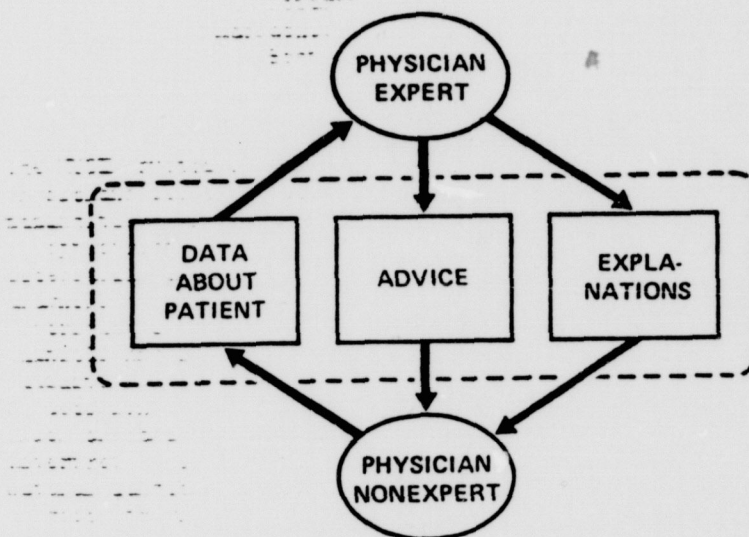 PHYSICIAN
EXPERT
DATA
ABOUT
PATIENT
ADVICE
EXPLA-
NATIONS
PHYSICIAN
NONEXPERT